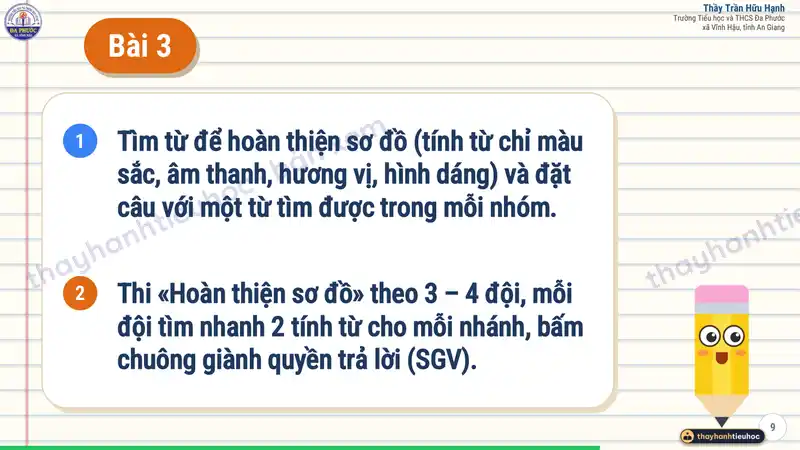 Thầy Trần Hữu Hạnh
Trường Tiểu học và THCS Đa Phước
xã Vĩnh Hậu, tỉnh An Giang
ĐA PHƯỚC
Bài 3
1
Tìm từ để hoàn thiện sơ đồ (tính từ chỉ màu
sắc, âm thanh, hương vị, hình dáng) và đặt
câu với một từ tìm được trong mỗi nhóm.
2
Thi «Hoàn thiện sơ đồ» theo 3 – 4 đội, mỗi
đội tìm nhanh 2 tính từ cho mỗi nhánh, bấm
chuông giành quyền trả lời (SGV).
thayhanhtieuhoc
9